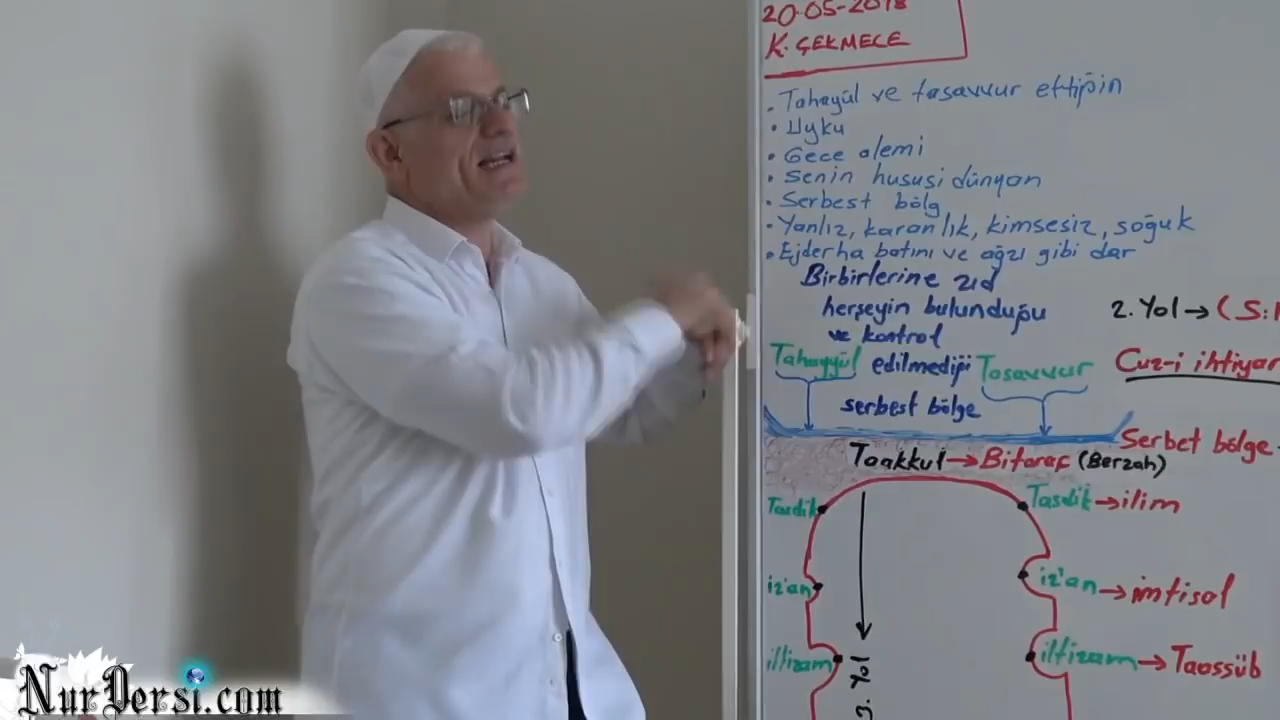 20-05-2018
K. ÇEKMECE
• Tahayül ve tasavvur ettiğin
• Uyku
• Gece alemi
• Senin hususi dünyan
• Serbest bölg
• Yanlız, karanlık, kimsesiz, soğuk
• Ejderha batını ve ağzı gibi dar
Birbirlerine zıd
herşeyin bulunduğu
ve kontrol
Tahayyül edilmediği Tasavvur
serbest bölge
2. Yol → (S:
Cuz-i ihtiyar
Serbet bölge
Taakkul → Bitaraf (Berzah)
Tasdik Tasdik → ilim
iz'an iz'an → imtisal
iltizam iltizam → Taassüb
Yol
NurDersi.com